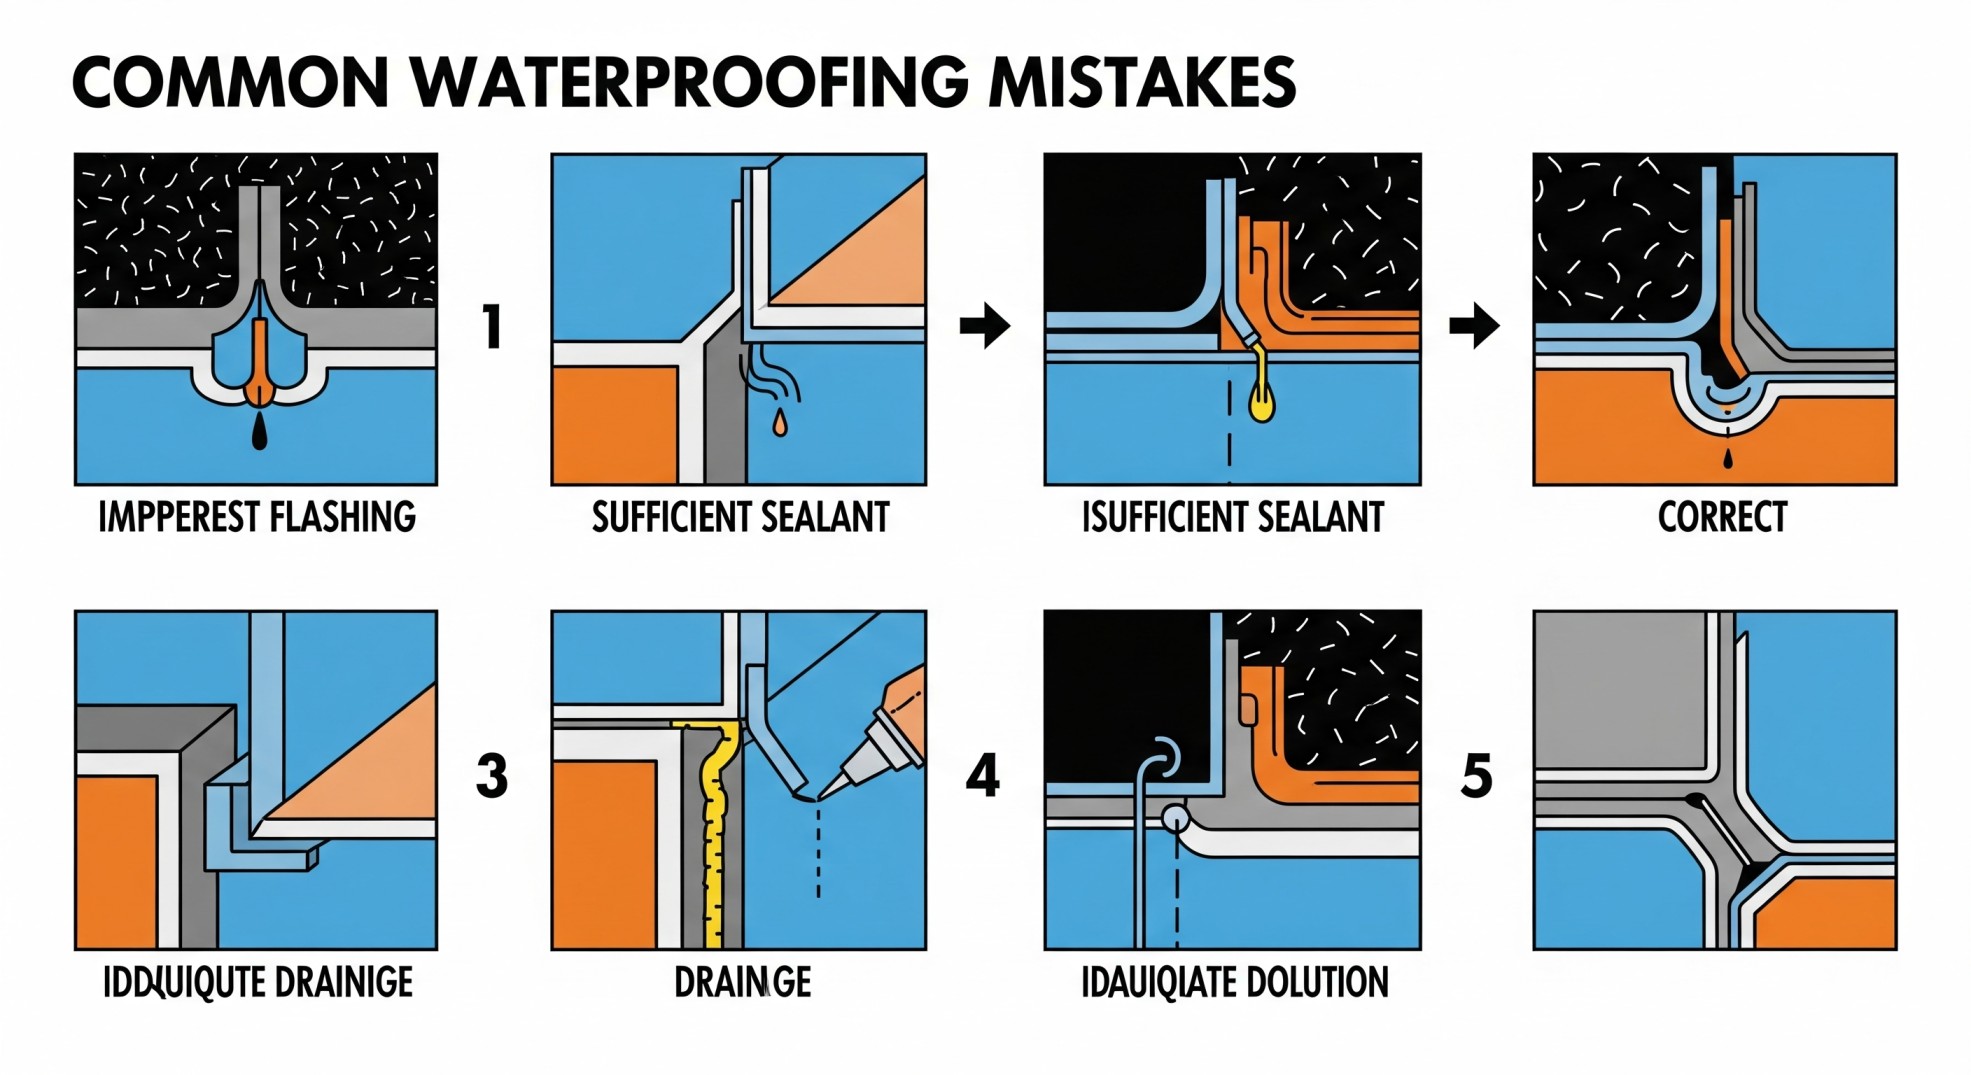 COMMON WATERPROOFING MISTAKES
1
IMPPEREST FLASHING
SUFFICIENT SEALANT
ISUFFICIENT SEALANT
CORRECT
3
4
5
IDDUIQUTE DRAINIGE
DRAINGE
IDAUIQIATE DOLUTION